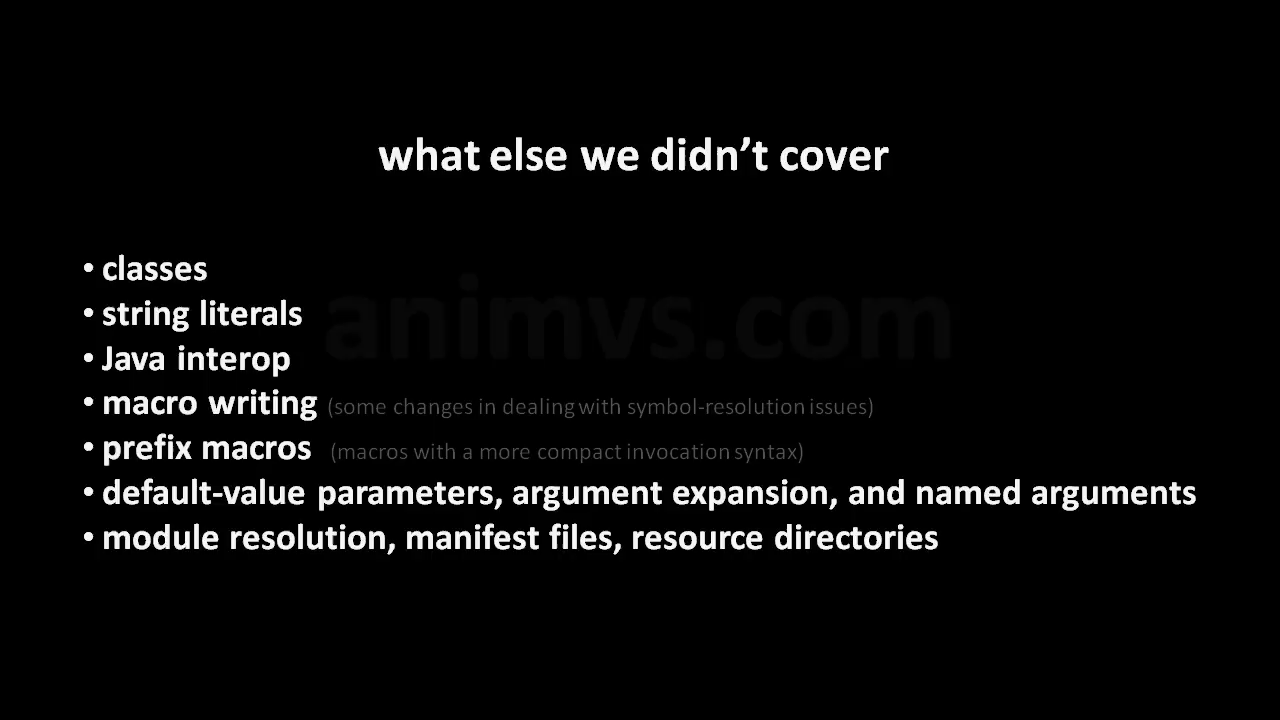 what else we didn’t cover
• classes
• string literals
animvs.com
• Java interop
• macro writing (some changes in dealing with symbol-resolution issues)
• prefix macros (macros with a more compact invocation syntax)
• default-value parameters, argument expansion, and named arguments
• module resolution, manifest files, resource directories